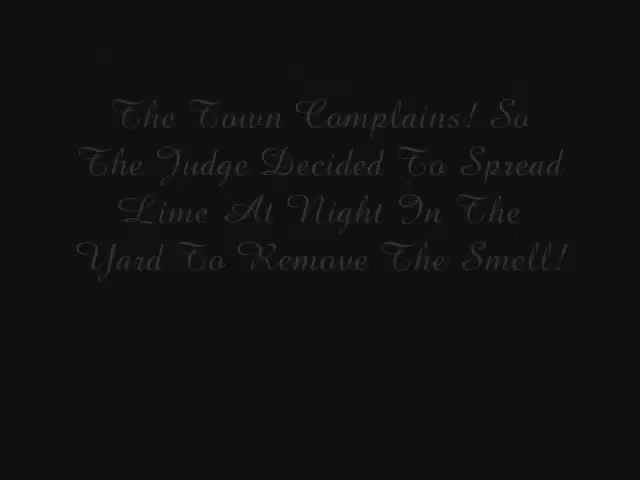 The Town Complains! So
The Judge Decided To Spread
Lime At Night In The
Yard To Remove The Smell!